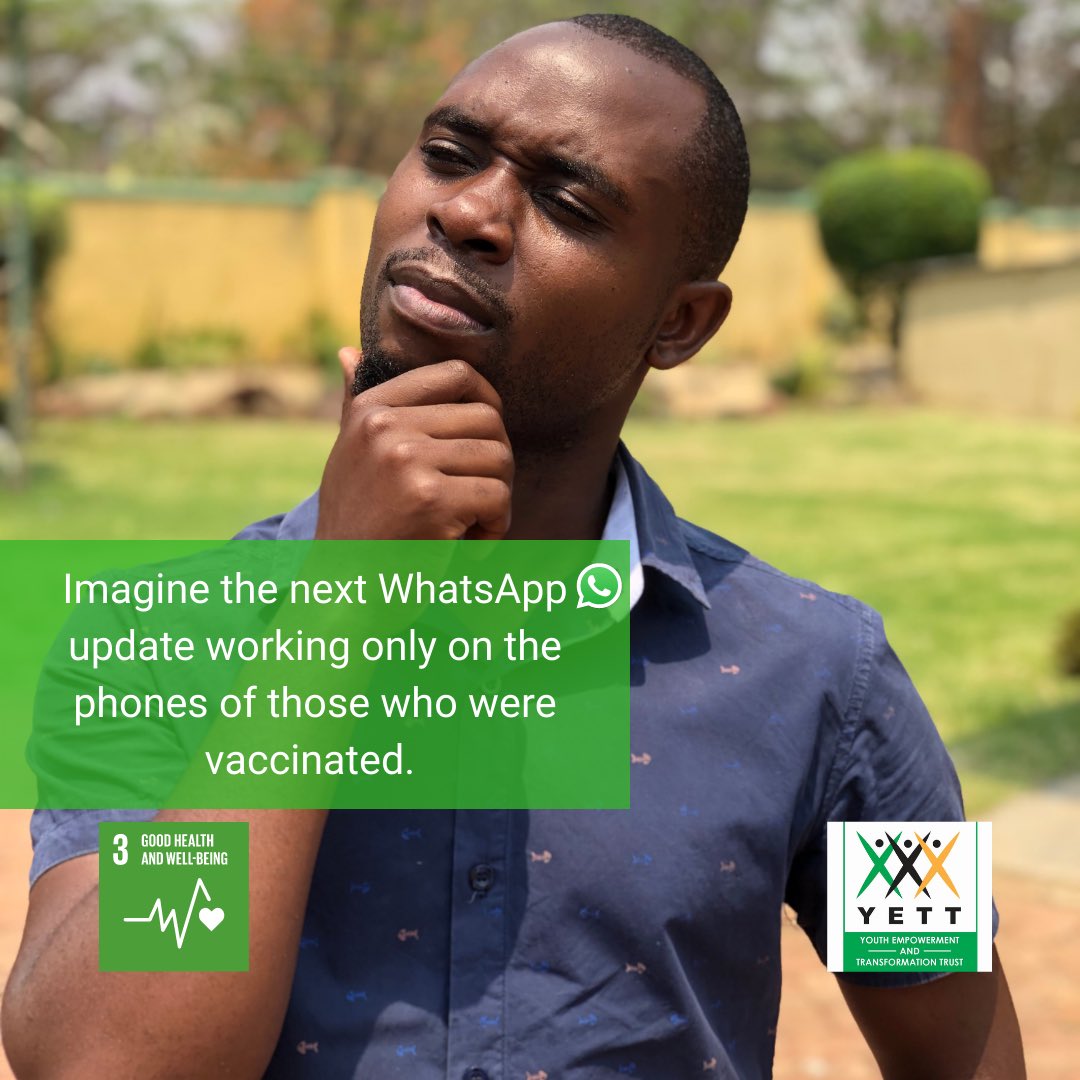 Imagine the next WhatsApp
update working only on the
phones of those who were
vaccinated.
3 GOOD HEALTH
AND WELL-BEING
YETT
YOUTH EMPOWERMENT
AND
TRANSFORMATION TRUST